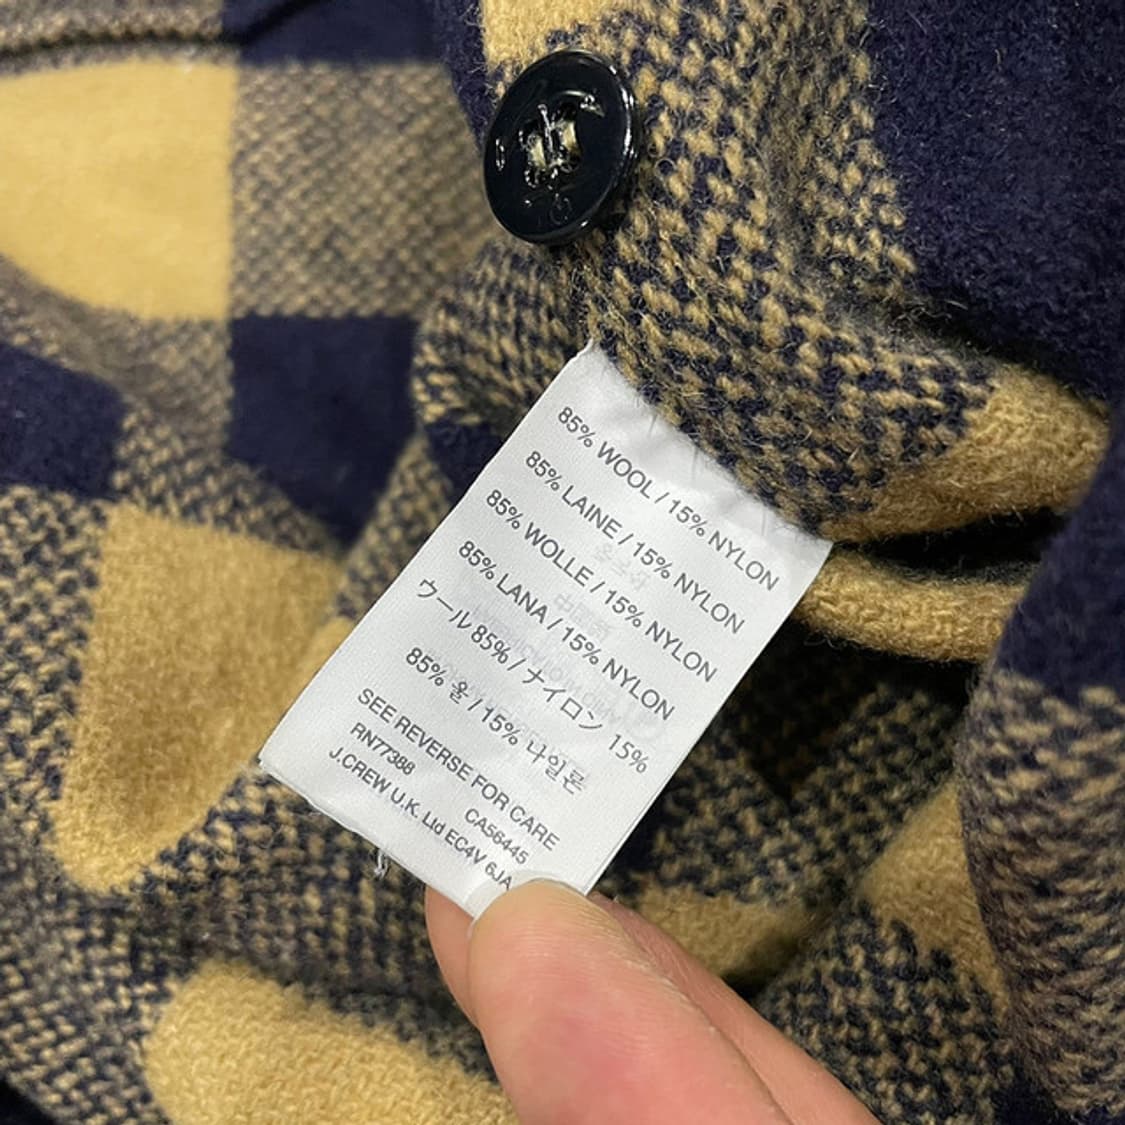 85% WOOL / 15% NYLON
85% LAINE / 15% NYLON
85% WOLLE / 15% NYLON
85% LANA / 15% NYLON
ウール 85% / ナイロン 15%
85% 울 / 15% 나일론
SEE REVERSE FOR CARE
RN77388 CA56445
J.CREW U.K. Ltd EC4V 6JA